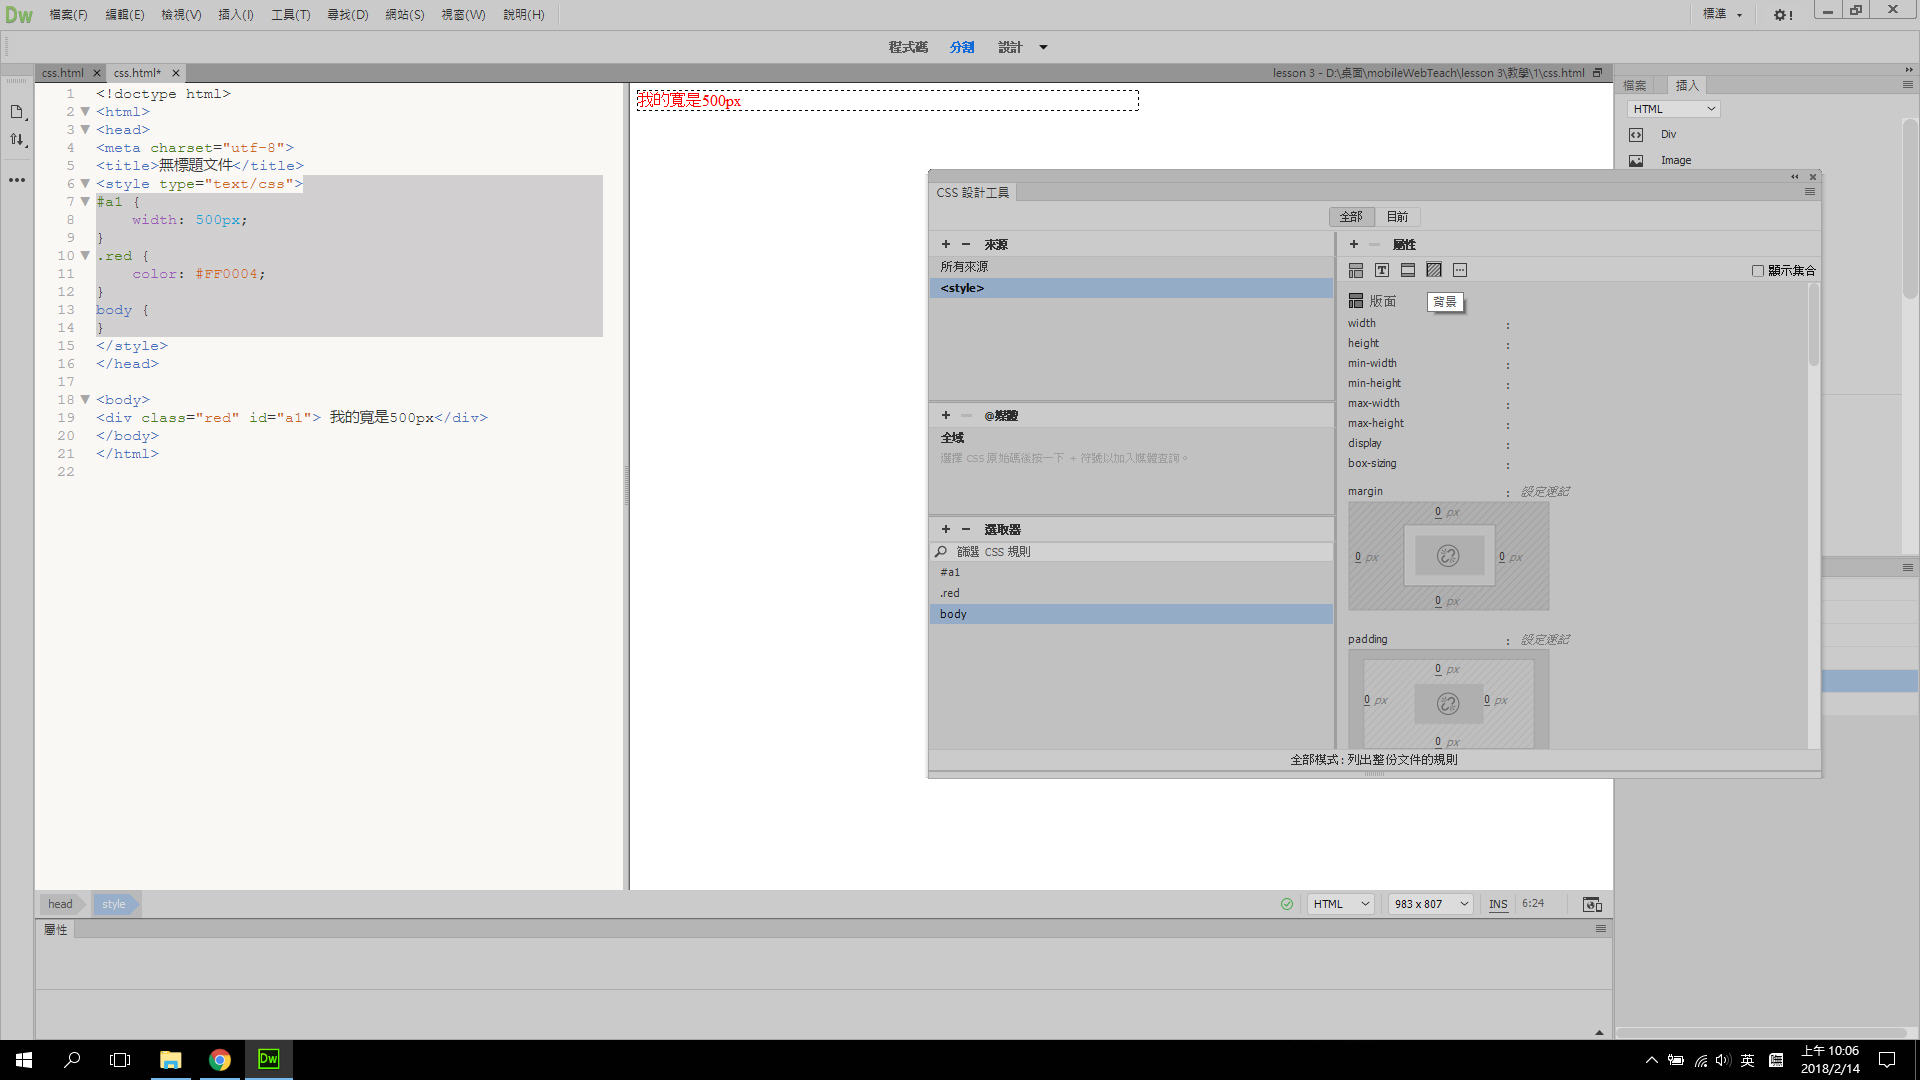 Dw 檔案(F) 編輯(E) 檢視(V) 插入(I) 工具(T) 尋找(D) 網站(S) 視窗(W) 說明(H) 標準
程式碼 分割 設計
css.html css.html* lesson 3 - D:\桌面\mobileWebTeach\lesson 3\教學\1\css.html
1 <!doctype html>
2 <html>
3 <head>
4 <meta charset="utf-8">
5 <title>無標題文件</title>
6 <style type="text/css">
7 #a1 {
8 width: 500px;
9 }
10 .red {
11 color: #FF0004;
12 }
13 body {
14 }
15 </style>
16 </head>
17
18 <body>
19 <div class="red" id="a1"> 我的寬是500px</div>
20 </body>
21 </html>
22
我的寬是500px
檔案 插入
HTML
Div
Image
CSS 設計工具
全部 目前
+ - 來源
所有來源
<style>
+ - @媒體
全域
選擇 CSS 原始碼後按一下 + 符號以加入媒體查詢。
+ - 選取器
篩選 CSS 規則
#a1
.red
body
+ - 屬性
顯示集合
版面
背景
width :
height :
min-width :
min-height :
max-width :
max-height :
display :
box-sizing :
margin : 設定速記
0 px
0 px 0 px
0 px
padding : 設定速記
0 px
0 px 0 px
0 px
全部模式 : 列出整份文件的規則
head style
HTML 983 x 807 INS 6:24
屬性
Dw
英
上午 10:06
2018/2/14